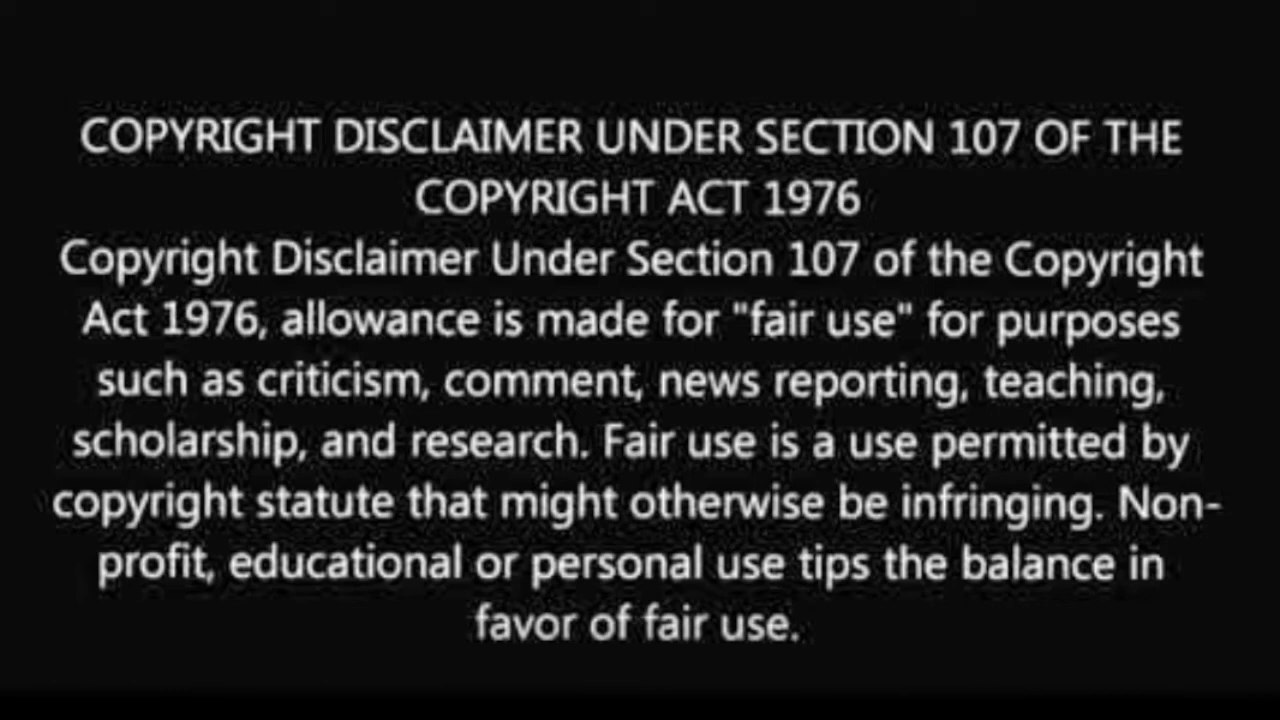 COPYRIGHT DISCLAIMER UNDER SECTION 107 OF THE
COPYRIGHT ACT 1976
Copyright Disclaimer Under Section 107 of the Copyright
Act 1976, allowance is made for "fair use" for purposes
such as criticism, comment, news reporting, teaching,
scholarship, and research. Fair use is a use permitted by
copyright statute that might otherwise be infringing. Non-
profit, educational or personal use tips the balance in
favor of fair use.